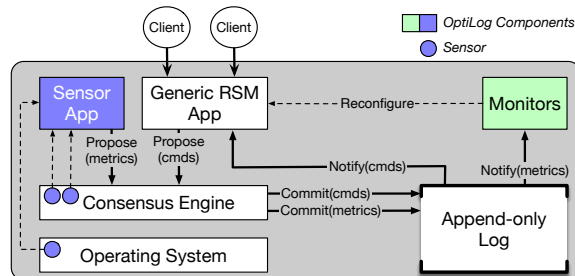 Client
Client
OptiLog Components
Sensor
Sensor
App
Generic RSM
App
Reconfigure
Monitors
Propose
(metrics)
Propose
(cmds)
Notify(cmds)
Notify(metrics)
Consensus Engine
Commit(cmds)
Commit(metrics)
Append-only
Log
Operating System